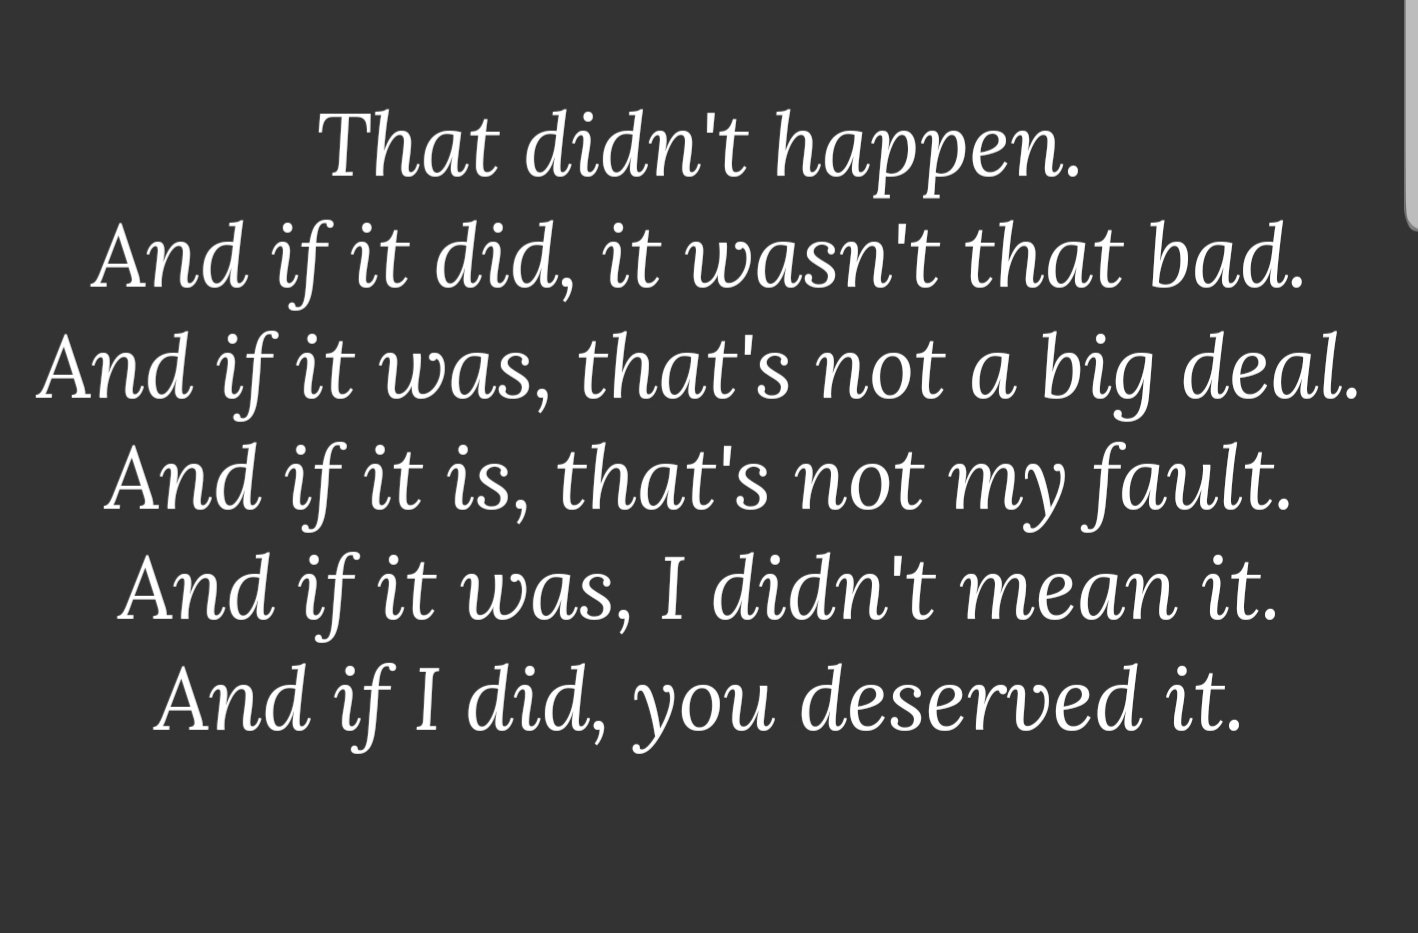 That didn't happen.
And if it did, it wasn't that bad.
And if it was, that's not a big deal.
And if it is, that's not my fault.
And if it was, I didn't mean it.
And if I did, you deserved it.